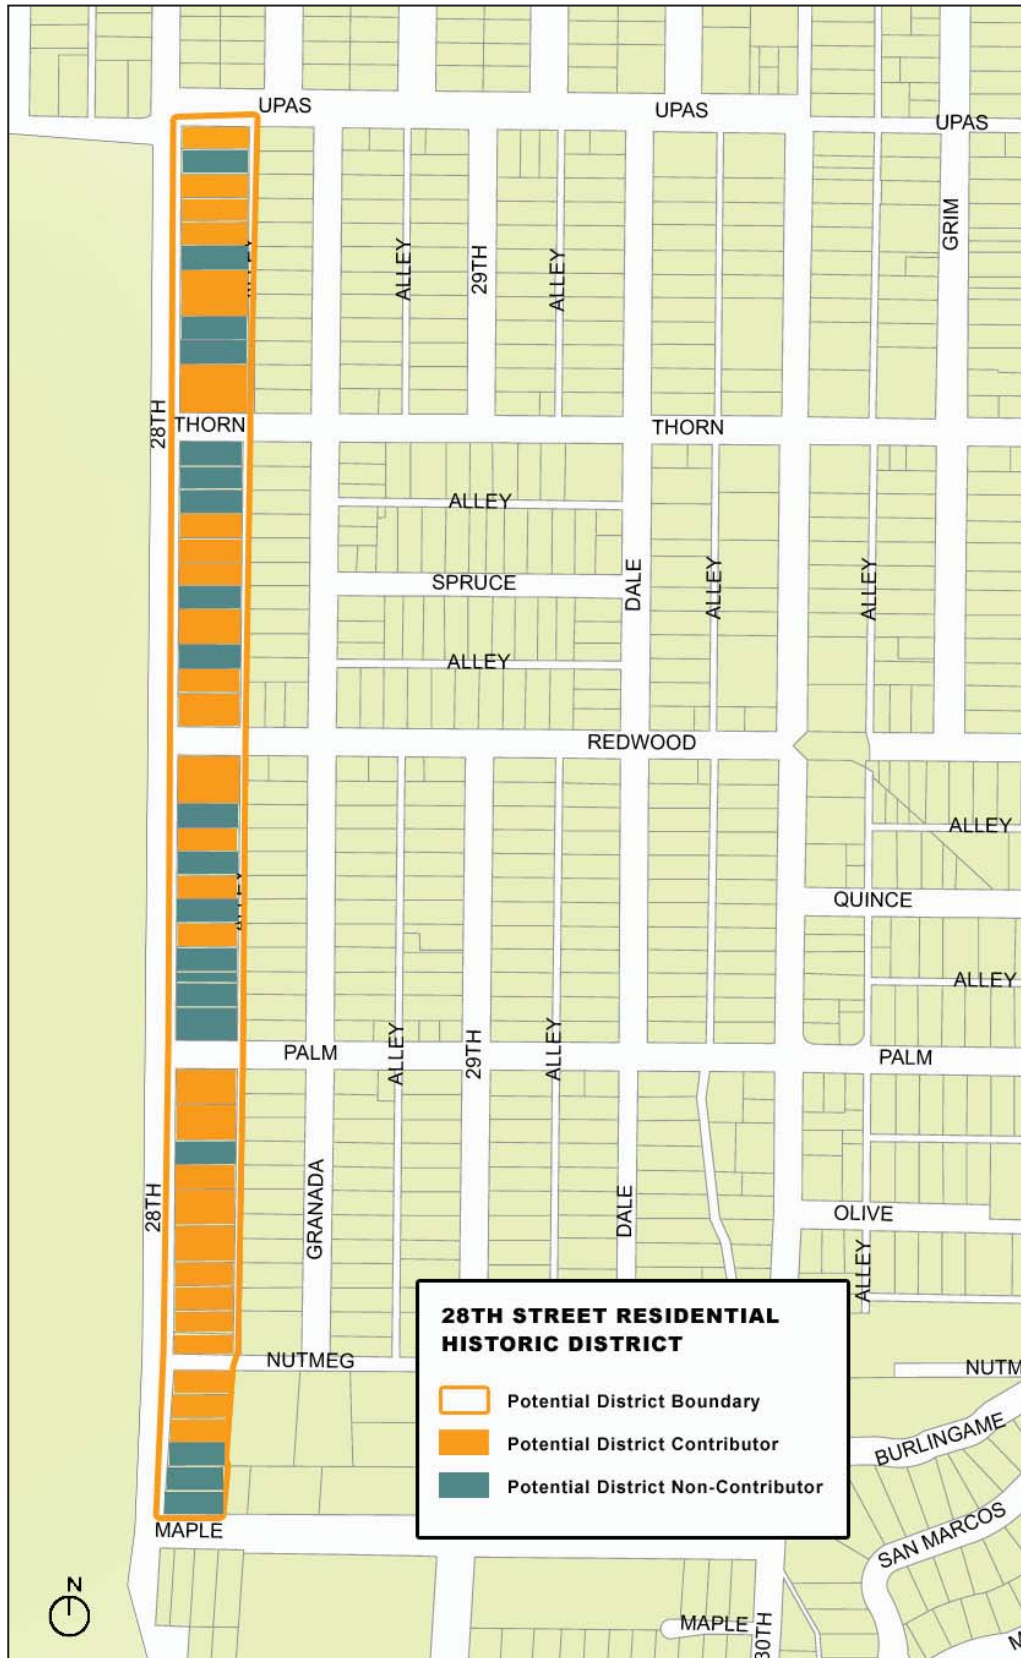 UPAS
UPAS
UPAS
GRIM
ALLEY
29TH
ALLEY
28TH
THORN
THORN
ALLEY
SPRUCE
DALE
ALLEY
ALLEY
ALLEY
REDWOOD
ALLEY
QUINCE
ALLEY
PALM
ALLEY
29TH
ALLEY
PALM
28TH
GRANADA
DALE
OLIVE
ALLEY
28TH STREET RESIDENTIAL
HISTORIC DISTRICT
Potential District Boundary
Potential District Contributor
Potential District Non-Contributor
NUTMEG
NUTM
BURLINGAME
SAN MARCOS
MAPLE
N
MAPLE
30TH
M